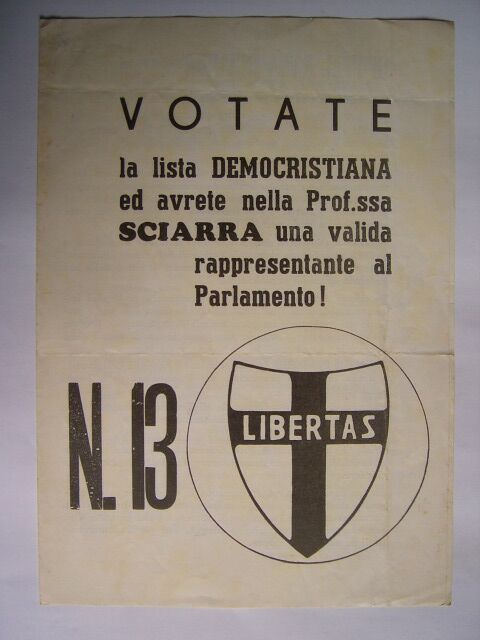 VOTATE
la lista DEMOCRISTIANA
ed avrete nella Prof.ssa
SCIARRA una valida
rappresentante al
Parlamento!
N. 13
LIBERTAS